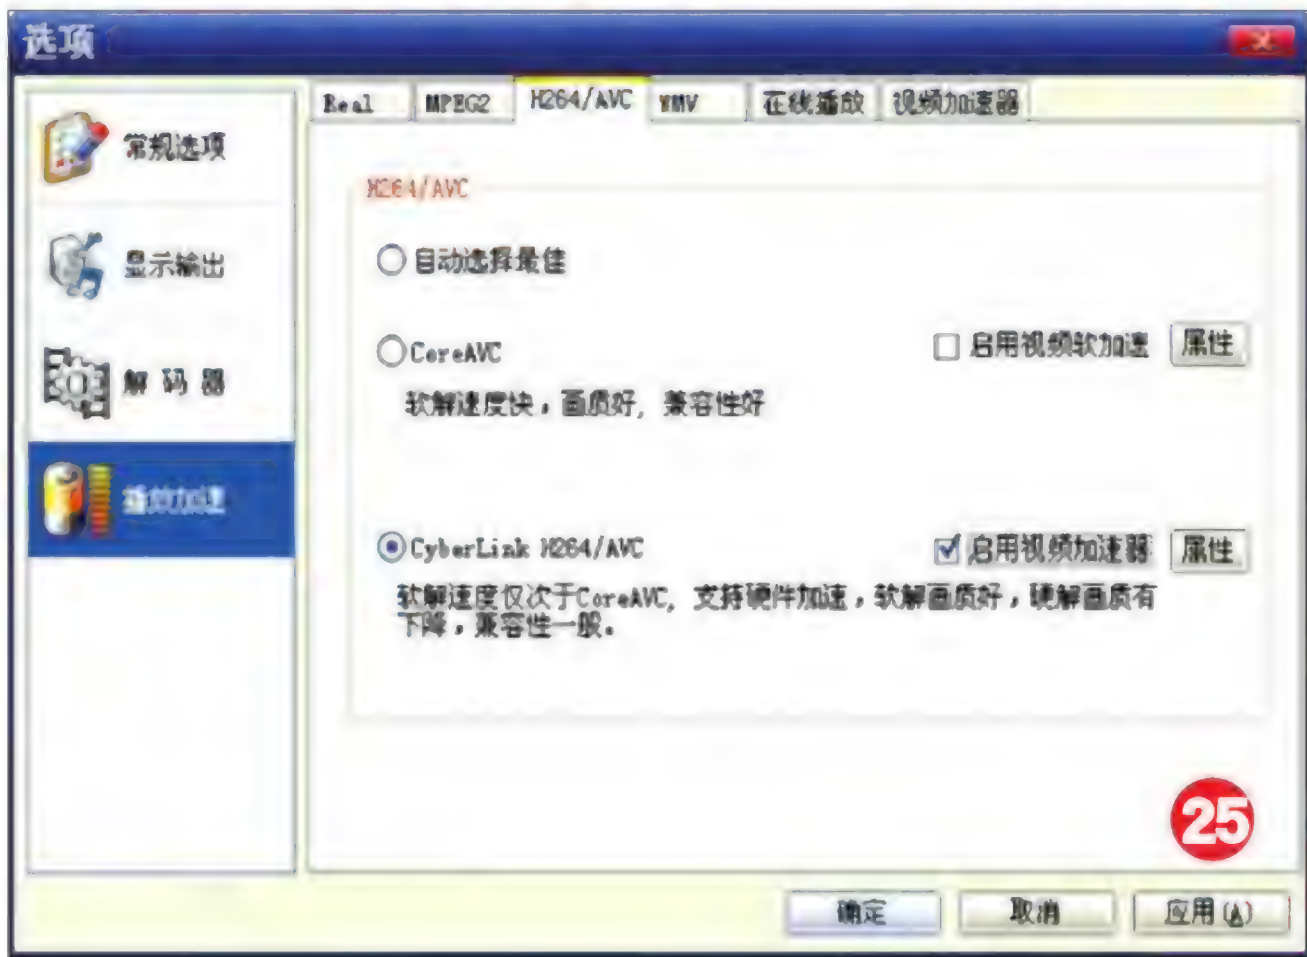 选项
Real MPEG2 H264/AVC WMV 在线播放 视频加速器
常规选项
显示输出
解码器
播放加速
H264/AVC
自动选择最佳
CoreAVC 启用视频软加速 属性
软解速度快，画质好，兼容性好
CyberLink H264/AVC 启用视频加速器 属性
软解速度仅次于CoreAVC，支持硬件加速，软解画质好，硬解画质有
下降，兼容性一般。
25
确定 取消 应用(A)